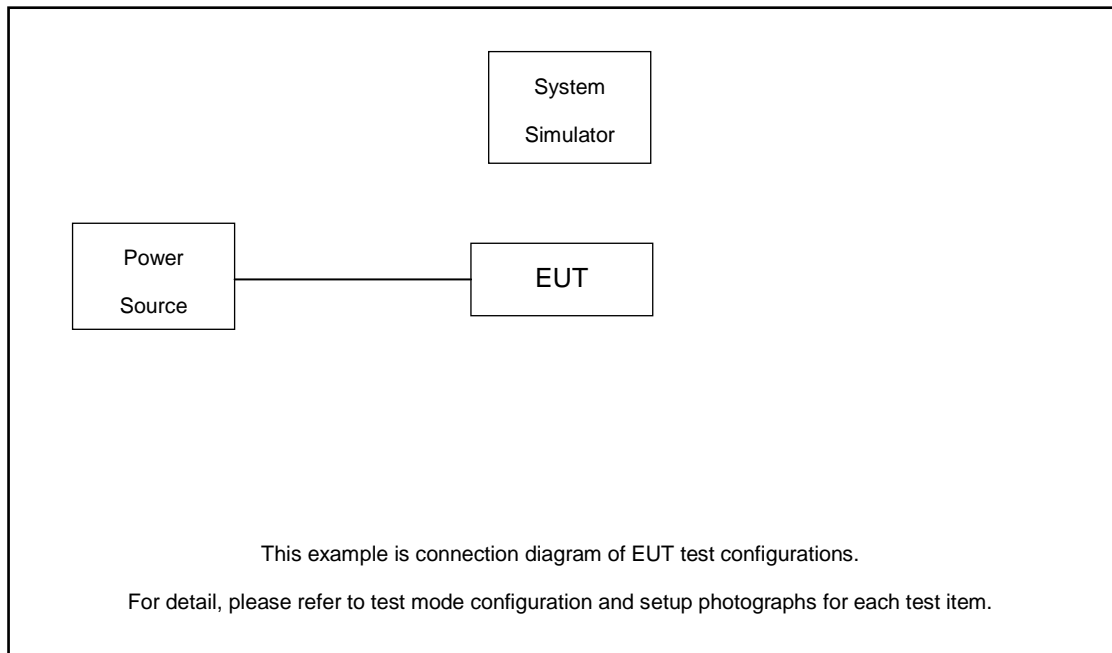 System
Simulator
Power
Source
EUT
This example is connection diagram of EUT test configurations.
For detail, please refer to test mode configuration and setup photographs for each test item.